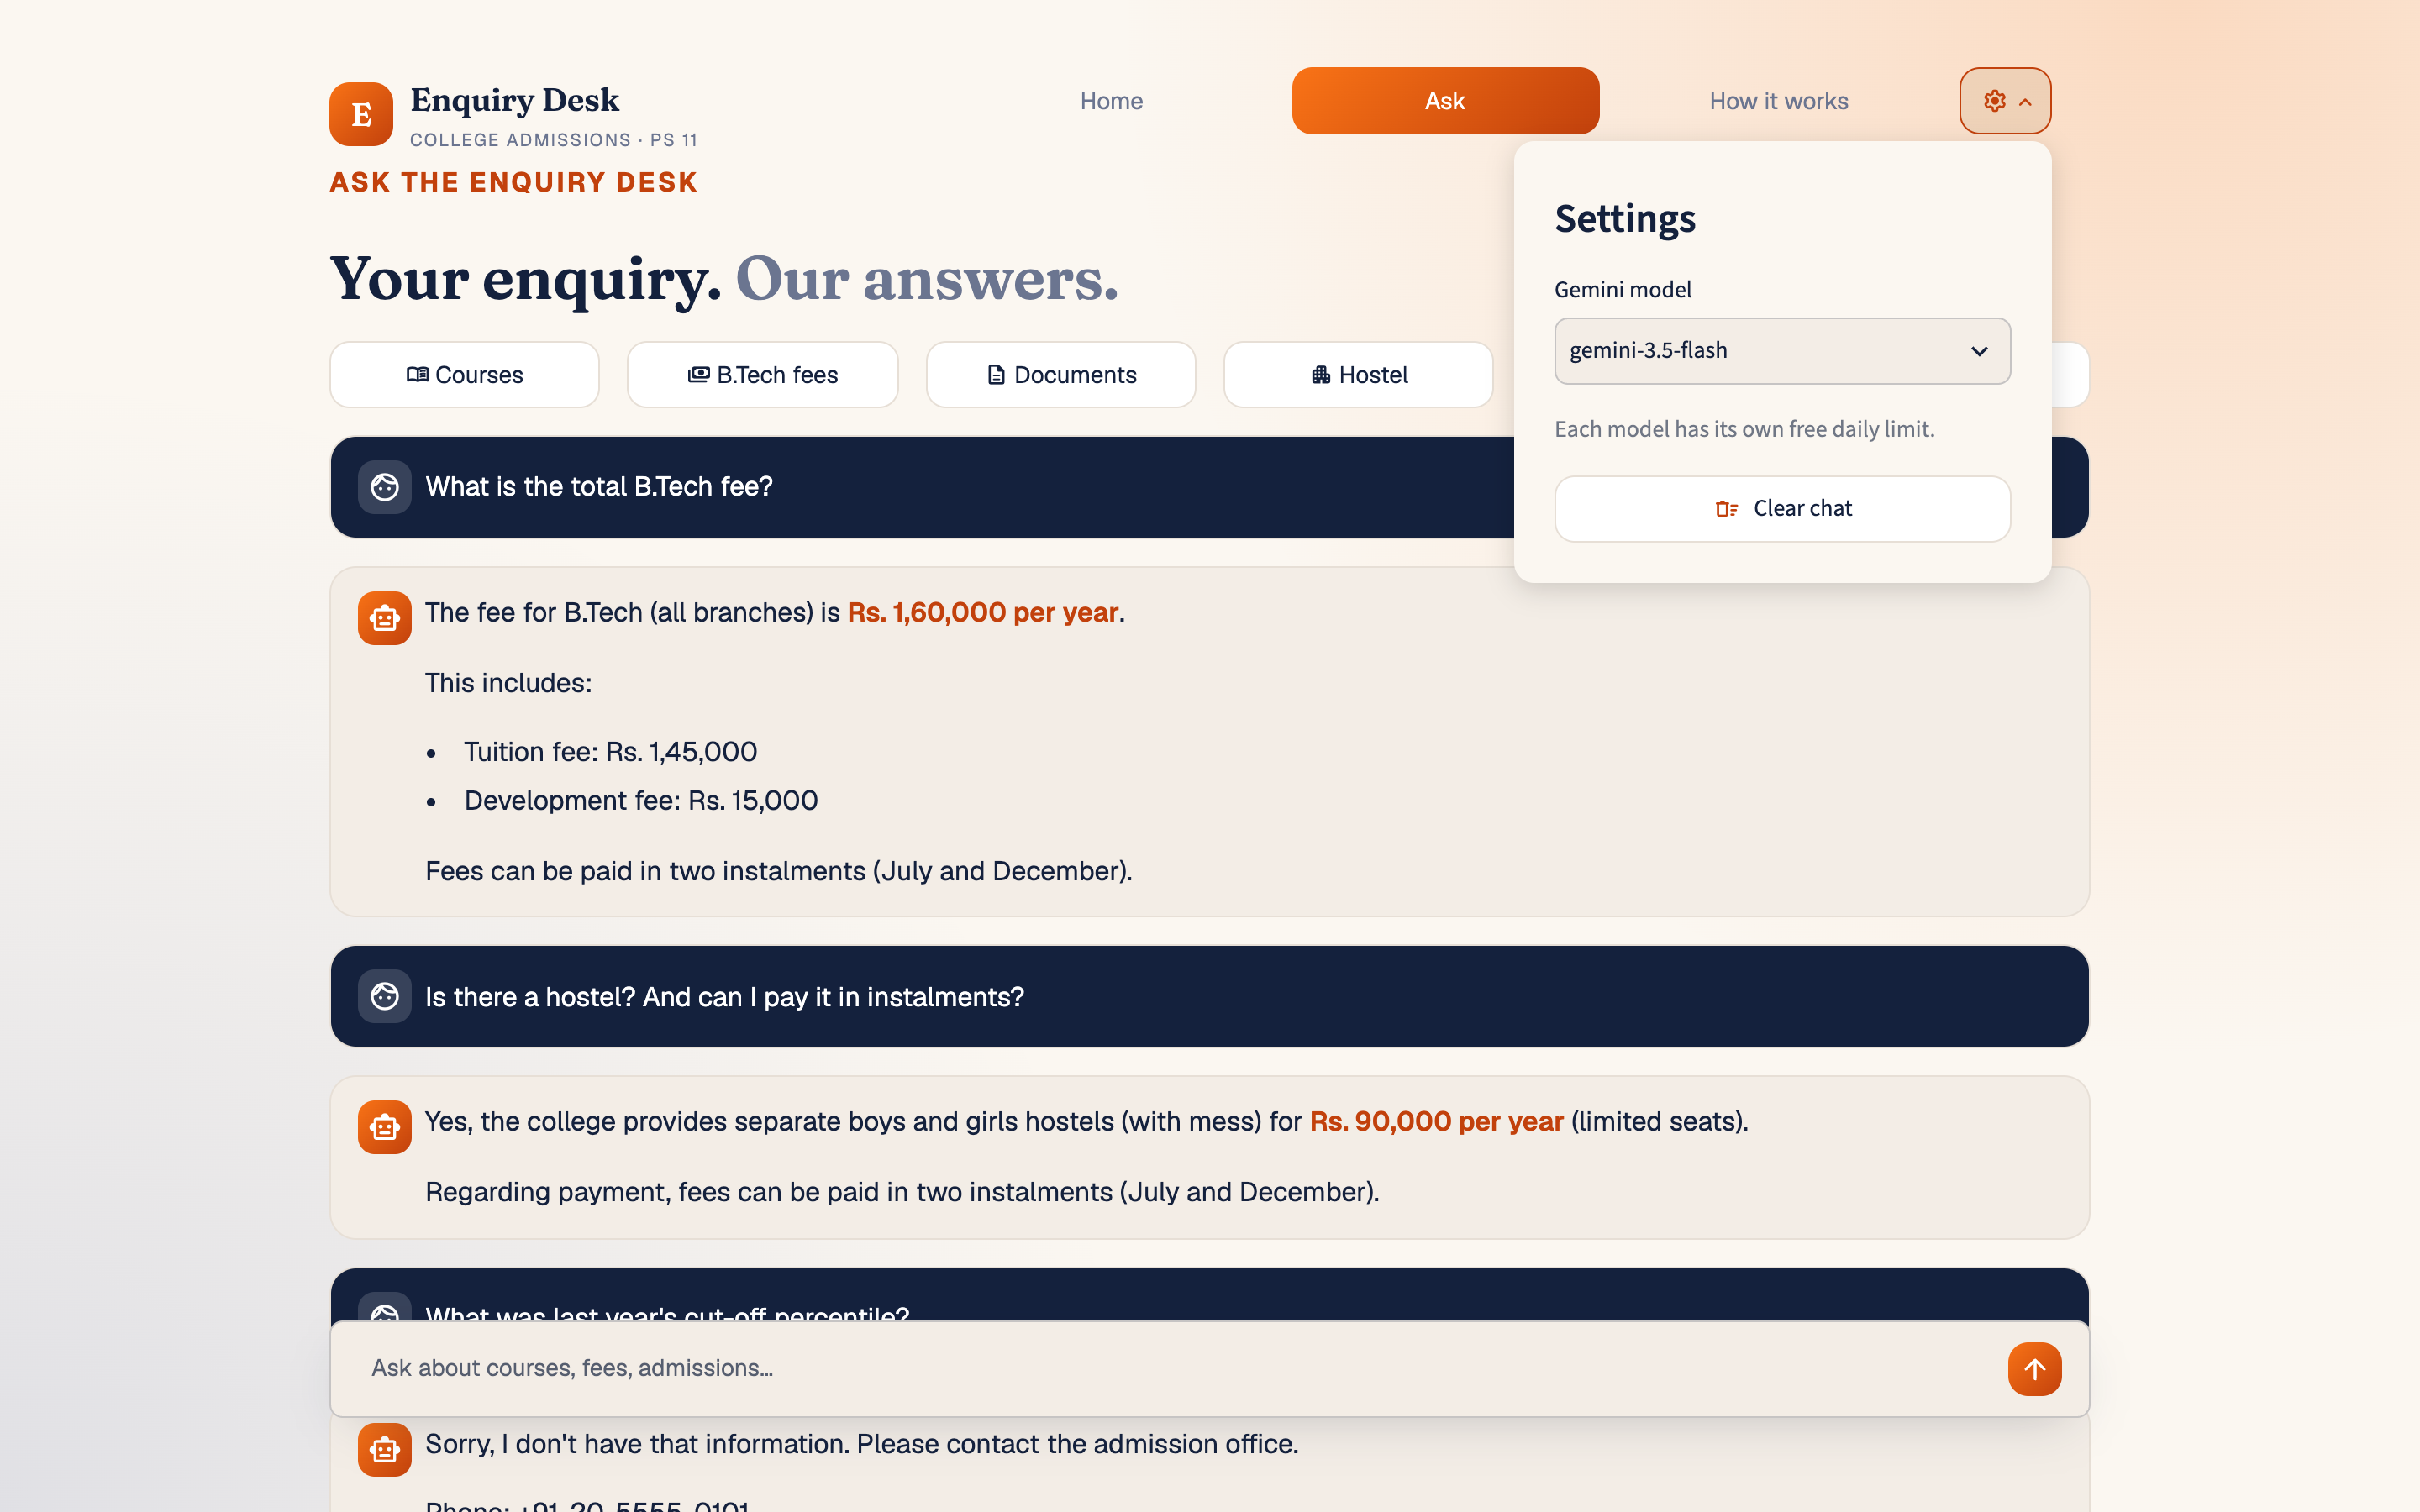 E
Enquiry Desk
COLLEGE ADMISSIONS · PS 11
Home
Ask
How it works
ASK THE ENQUIRY DESK
Your enquiry. Our answers.
Settings
Gemini model
gemini-3.5-flash
Each model has its own free daily limit.
Clear chat
Courses
B.Tech fees
Documents
Hostel
What is the total B.Tech fee?
The fee for B.Tech (all branches) is Rs. 1,60,000 per year.
This includes:
• Tuition fee: Rs. 1,45,000
• Development fee: Rs. 15,000
Fees can be paid in two instalments (July and December).
Is there a hostel? And can I pay it in instalments?
Yes, the college provides separate boys and girls hostels (with mess) for Rs. 90,000 per year (limited seats).
Regarding payment, fees can be paid in two instalments (July and December).
What was last year's cut-off percentile?
Ask about courses, fees, admissions...
Sorry, I don't have that information. Please contact the admission office.
Phone: +91-20-5555-0101